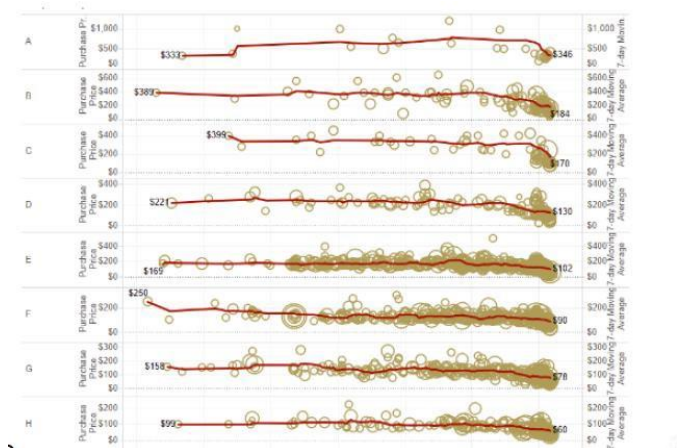 A
Purchase Pr.
$1,000
$500
$0
$333
$346
$1,000
$500
$0
7-day Movin
B
Purchase Price
$600
$400
$200
$0
$389
$184
$600
$400
$200
$0
7-day Moving Average
C
Purchase Price
$400
$200
$0
$399
$170
$400
$200
$0
7-day Moving Average
D
Purchase Price
$400
$200
$0
$221
$130
$400
$200
$0
7-day Moving Average
E
Purchase Price
$400
$200
$0
$169
$102
$400
$200
$0
7-day Moving Average
F
Purchase Price
$200
$0
$250
$90
$200
$0
7-day Moving Average
G
Purchase Price
$300
$200
$100
$0
$158
$78
$300
$200
$100
$0
7-day Moving Average
H
Purchase Price
$200
$100
$0
$99
$60
$200
$100
$0
7-day Moving Average